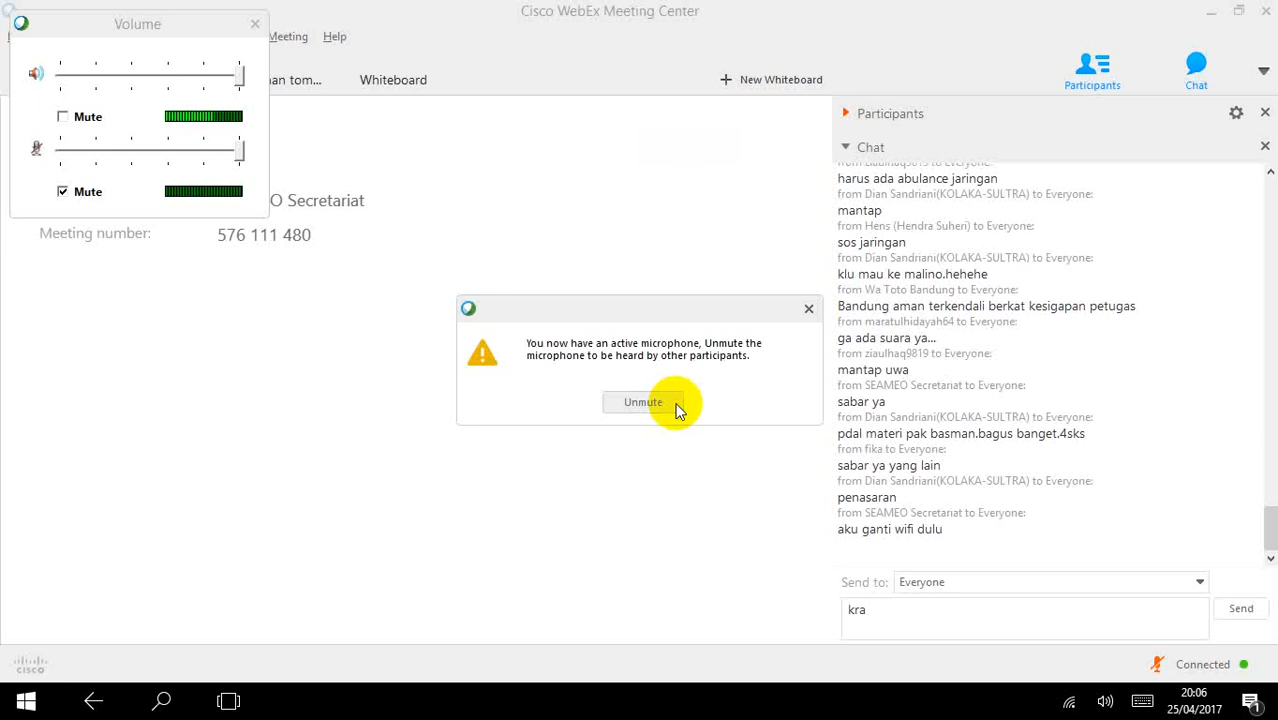 Cisco WebEx Meeting Center
Volume
Mute
Mute
Meeting Help
an tom...
Whiteboard
New Whiteboard
Participants
Chat
O Secretariat
Meeting number: 576 111 480
You now have an active microphone, Unmute the
microphone to be heard by other participants.
Unmute
Participants
Chat
from ziaulhaq9819 to Everyone:
harus ada abulance jaringan
from Dian Sandriani(KOLAKA-SULTRA) to Everyone:
mantap
from Hens (Hendra Suheri) to Everyone:
sos jaringan
from Dian Sandriani(KOLAKA-SULTRA) to Everyone:
klu mau ke malino.hehehe
from Wa Toto Bandung to Everyone:
Bandung aman terkendali berkat kesigapan petugas
from maratulhidayah64 to Everyone:
ga ada suara ya...
from ziaulhaq9819 to Everyone:
mantap uwa
from SEAMEO Secretariat to Everyone:
sabar ya
from Dian Sandriani(KOLAKA-SULTRA) to Everyone:
pdal materi pak basman.bagus banget.4sks
from fika to Everyone:
sabar ya yang lain
from Dian Sandriani(KOLAKA-SULTRA) to Everyone:
penasaran
from SEAMEO Secretariat to Everyone:
aku ganti wifi dulu
Send to: Everyone
kra
Send
cisco
Connected
20:06
25/04/2017
1